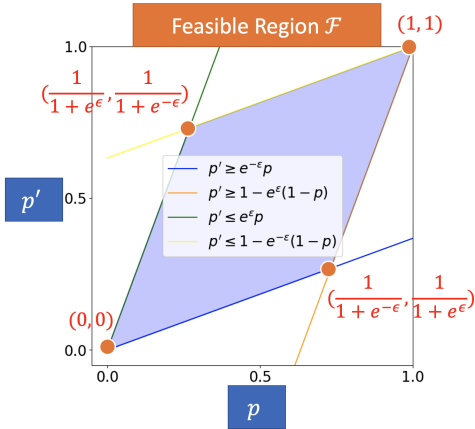 Feasible Region ℱ
(1, 1)
1.0
(1/(1 + e^ϵ), 1/(1 + e^−ϵ))
p′ ≥ e^−ε p
p′ ≥ 1 − e^ε(1 − p)
p′ ≤ e^ε p
p′ ≤ 1 − e^−ε(1 − p)
0.5
p′
(1/(1 + e^−ϵ), 1/(1 + e^ϵ))
(0, 0)
0.0
0.0 0.5 1.0
p